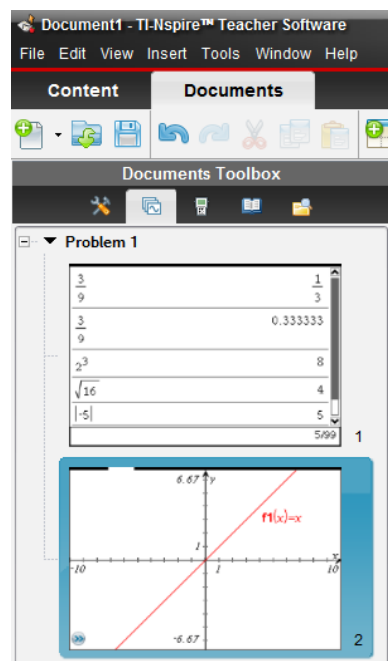 Document1 - TI-Nspire™ Teacher Software
File Edit View Insert Tools Window Help
Content Documents
Documents Toolbox
Problem 1
3/9 1/3
3/9 0.333333
2³ 8
√16 4
|-5| 5
5/99 1
6.67 y
f1(x)=x
1
x
-10 1 10
-6.67 2